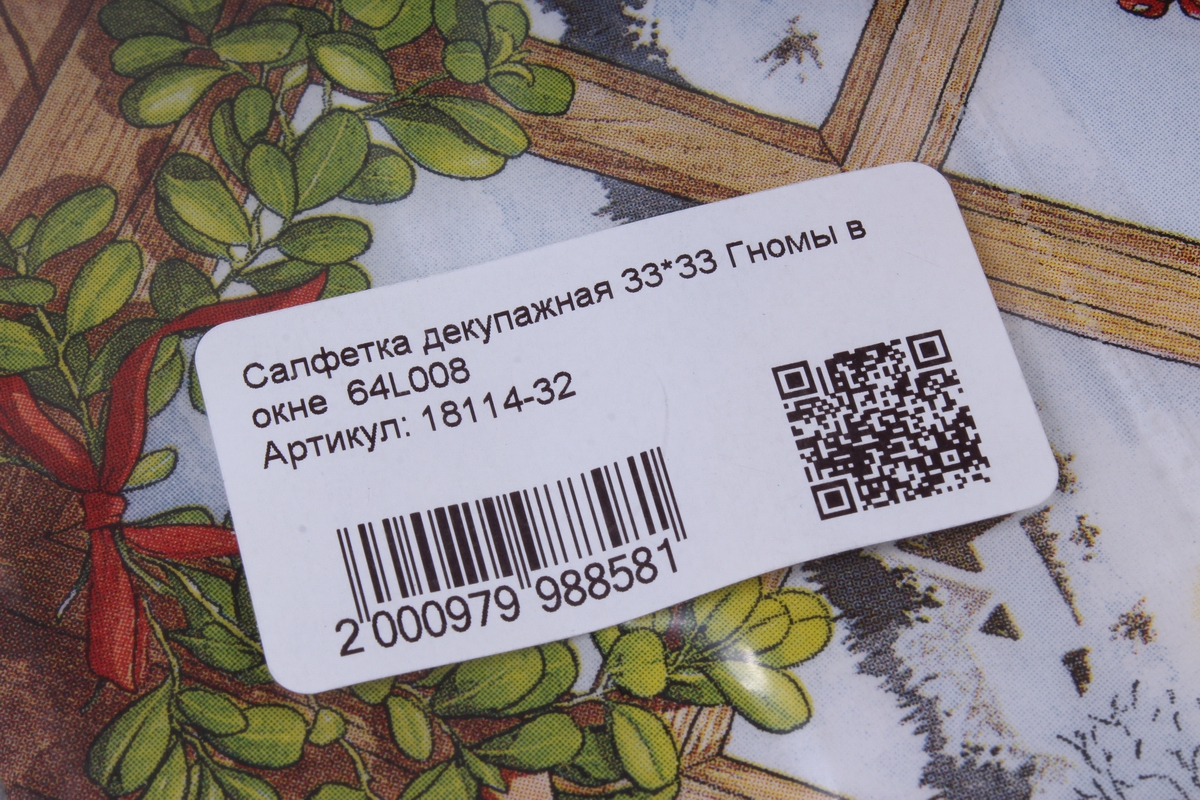 Салфетка декупажная 33*33 Гномы в
окне 64L008
Артикул: 18114-32
2 000979 988581